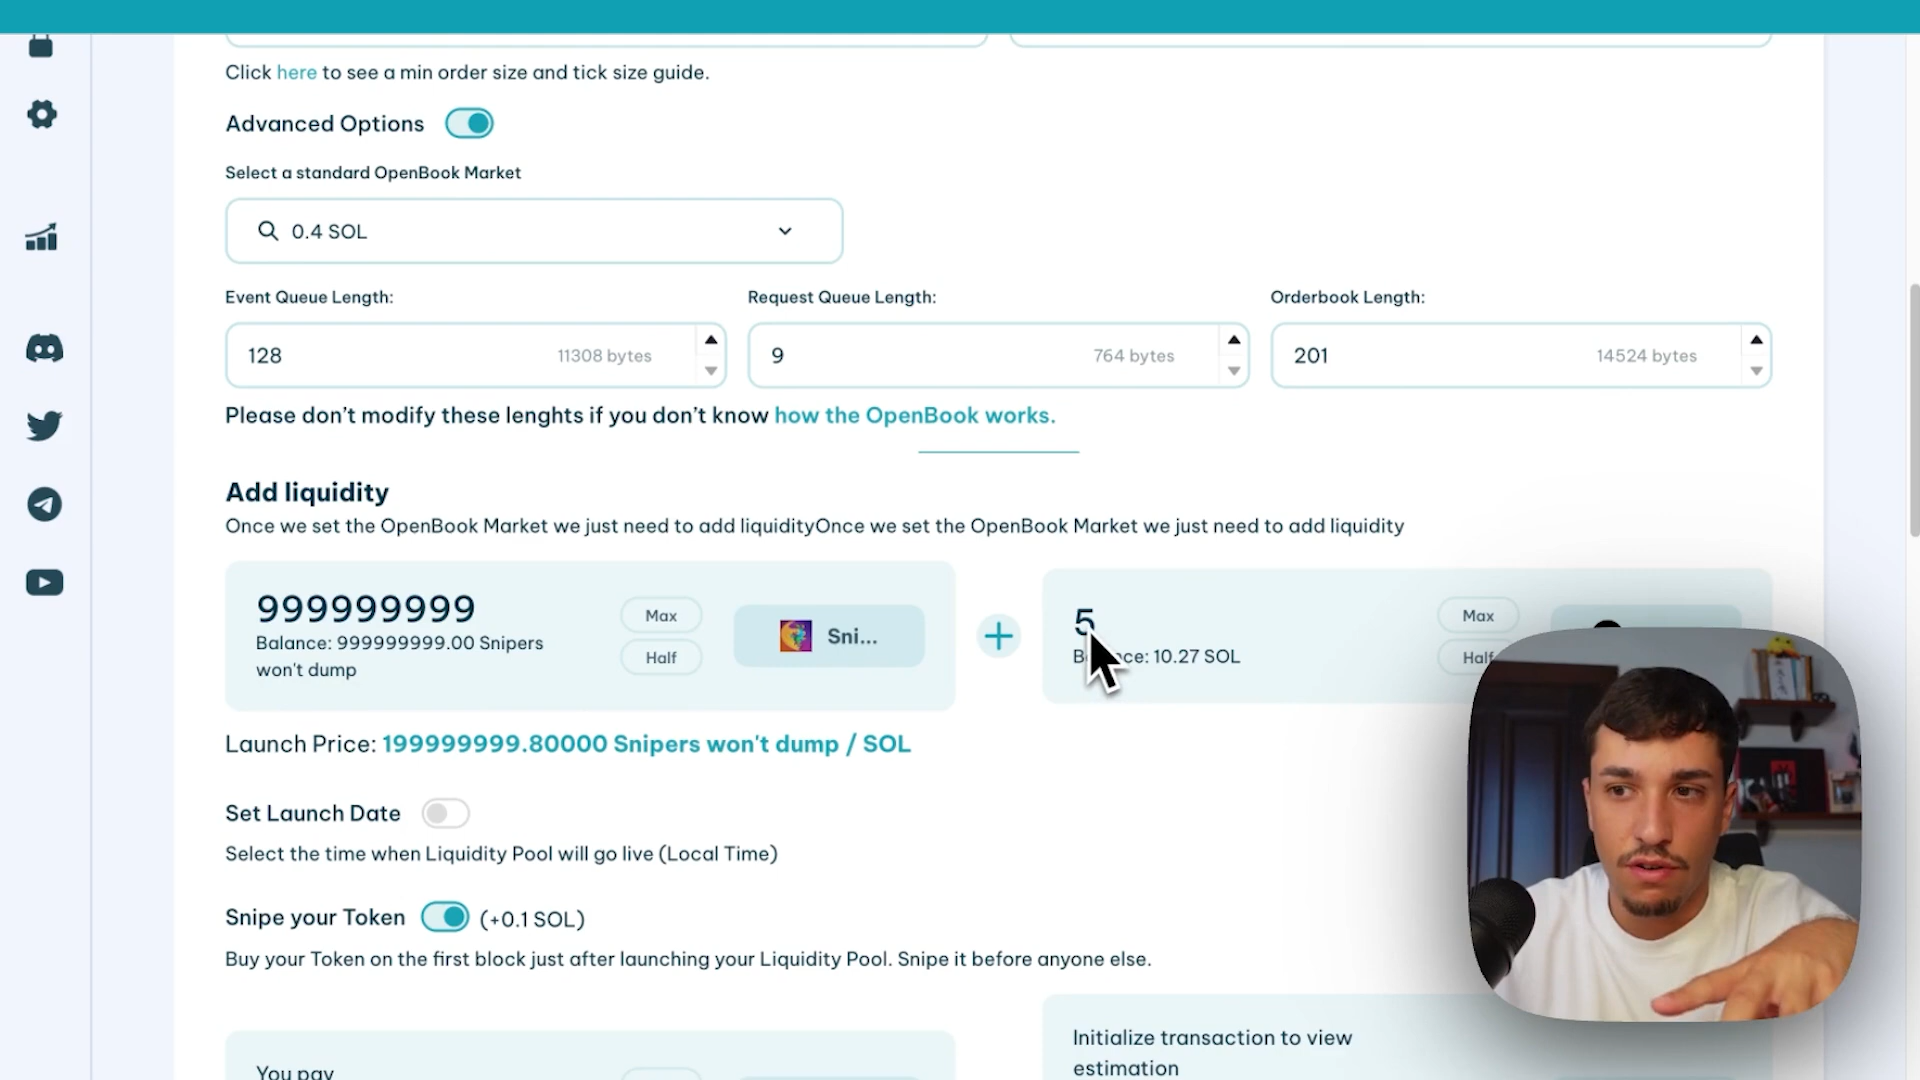 Click here to see a min order size and tick size guide.
Advanced Options
Select a standard OpenBook Market
0.4 SOL
Event Queue Length:
Request Queue Length:
Orderbook Length:
128
11308 bytes
9
764 bytes
201
14524 bytes
Please don’t modify these lenghts if you don’t know how the OpenBook works.
Add liquidity
Once we set the OpenBook Market we just need to add liquidityOnce we set the OpenBook Market we just need to add liquidity
999999999
Balance: 999999999.00 Snipers
won't dump
Max
Half
Sni...
5
10.27 SOL
Max
Half
Launch Price: 199999999.80000 Snipers won't dump / SOL
Set Launch Date
Select the time when Liquidity Pool will go live (Local Time)
Snipe your Token
(+0.1 SOL)
Buy your Token on the first block just after launching your Liquidity Pool. Snipe it before anyone else.
You pay
Initialize transaction to view
estimation